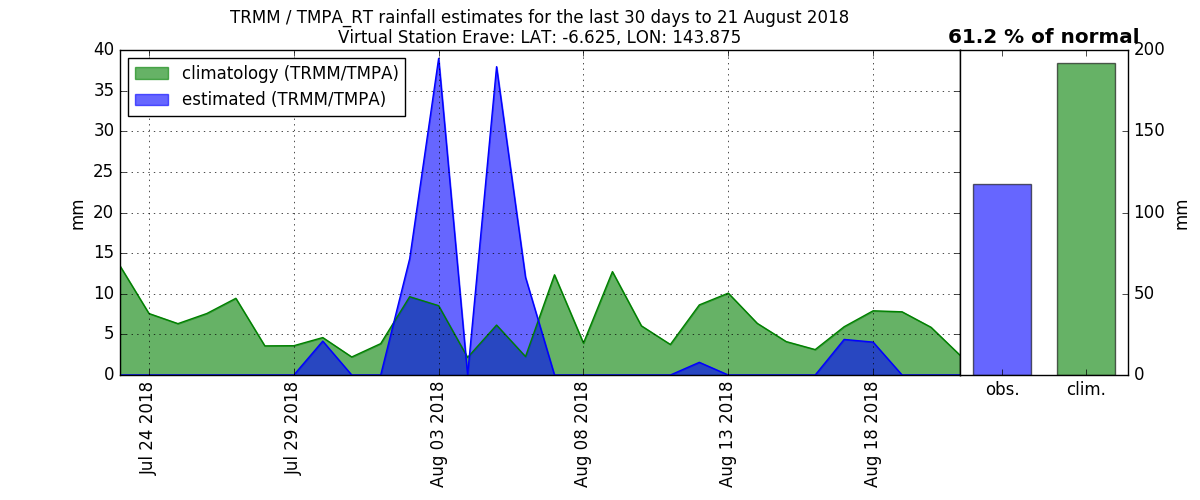 TRMM / TMPA_RT rainfall estimates for the last 30 days to 21 August 2018
Virtual Station Erave: LAT: -6.625, LON: 143.875
61.2 % of normal
climatology (TRMM/TMPA)
estimated (TRMM/TMPA)
40
35
30
25
20
15
10
5
0
mm
Jul 24 2018
Jul 29 2018
Aug 03 2018
Aug 08 2018
Aug 13 2018
Aug 18 2018
200
150
100
50
0
mm
obs.
clim.